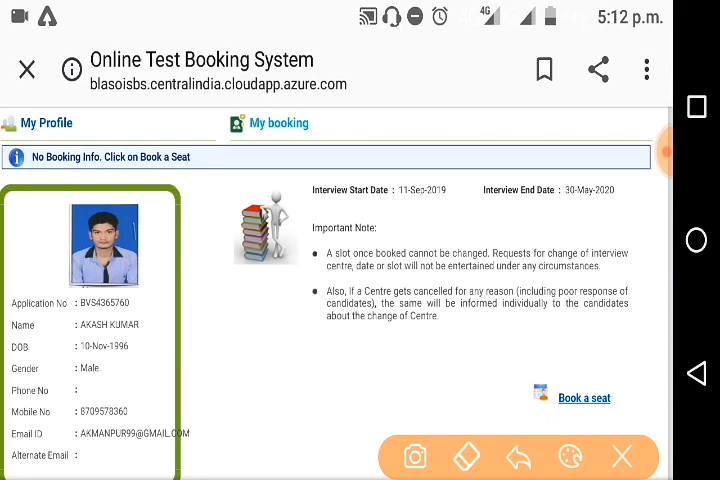 5:12 p.m.
4G
Online Test Booking System
blasoisbs.centralindia.cloudapp.azure.com
My Profile
My booking
No Booking Info. Click on Book a Seat
Interview Start Date : 11-Sep-2019 Interview End Date : 30-May-2020
Important Note:
A slot once booked cannot be changed. Requests for change of interview
centre, date or slot will not be entertained under any circumstances.
Also, If a Centre gets cancelled for any reason (including poor response of
candidates), the same will be informed individually to the candidates
about the change of Centre.
Book a seat
Application No : BVS4365760
Name : AKASH KUMAR
DOB : 10-Nov-1996
Gender : Male
Phone No :
Mobile No : 8709578360
Email ID : AKMANPUR99@GMAIL.COM
Alternate Email :